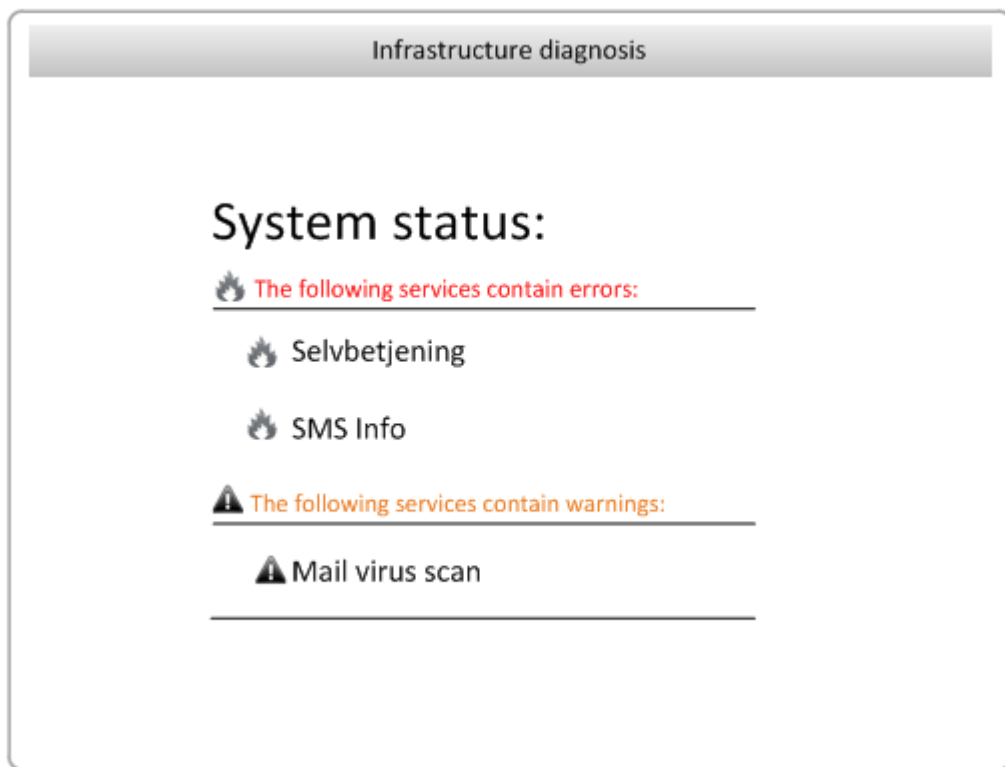 Infrastructure diagnosis
System status:
The following services contain errors:
Selvbetjening
SMS Info
The following services contain warnings:
Mail virus scan